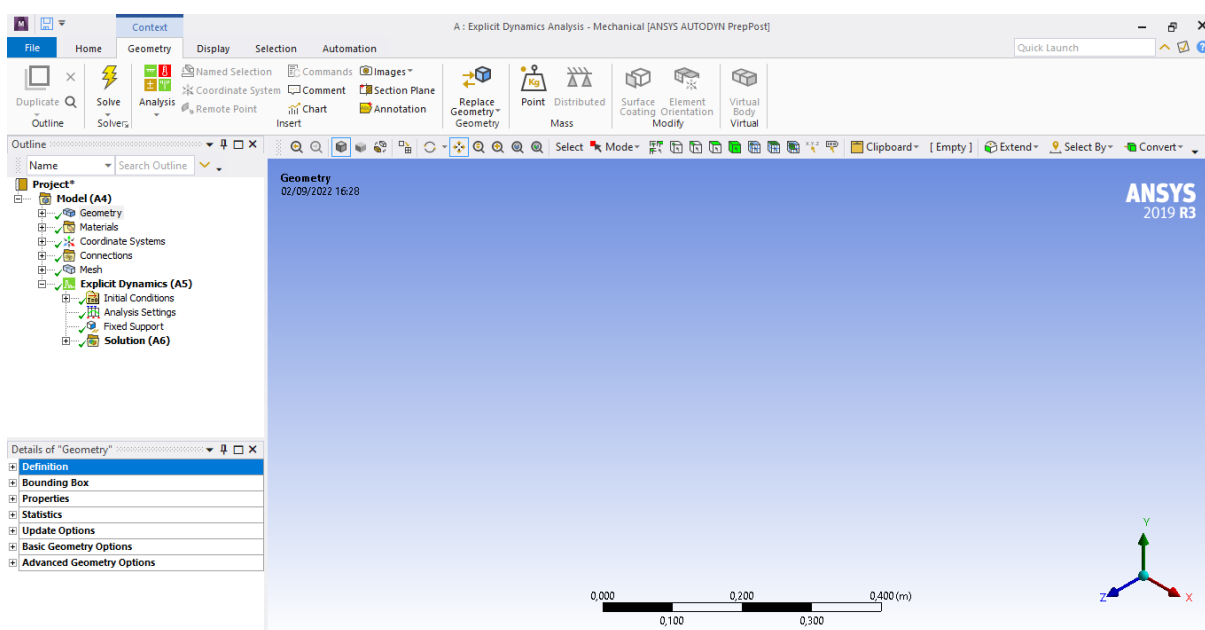 Context
A : Explicit Dynamics Analysis - Mechanical [ANSYS AUTODYN PrepPost]
File Home Geometry Display Selection Automation
Quick Launch
Duplicate Solve Analysis
Named Selection Commands Images
Coordinate System Comment Section Plane
Remote Point Chart Annotation
Replace Geometry Point Distributed Surface Coating Element Orientation Virtual Body
Kg
Outline Solver Insert Geometry Mass Modify Virtual
Outline
Select Mode Clipboard [Empty] Extend Select By Convert
Name Search Outline
Project*
Model (A4)
Geometry
Materials
Coordinate Systems
Connections
Mesh
Explicit Dynamics (A5)
Initial Conditions
Analysis Settings
Fixed Support
Solution (A6)
Details of "Geometry"
Definition
Bounding Box
Properties
Statistics
Update Options
Basic Geometry Options
Advanced Geometry Options
Geometry
02/09/2022 16:28
ANSYS
2019 R3
Y
Z X
0,000 0,200 0,400 (m)
0,100 0,300